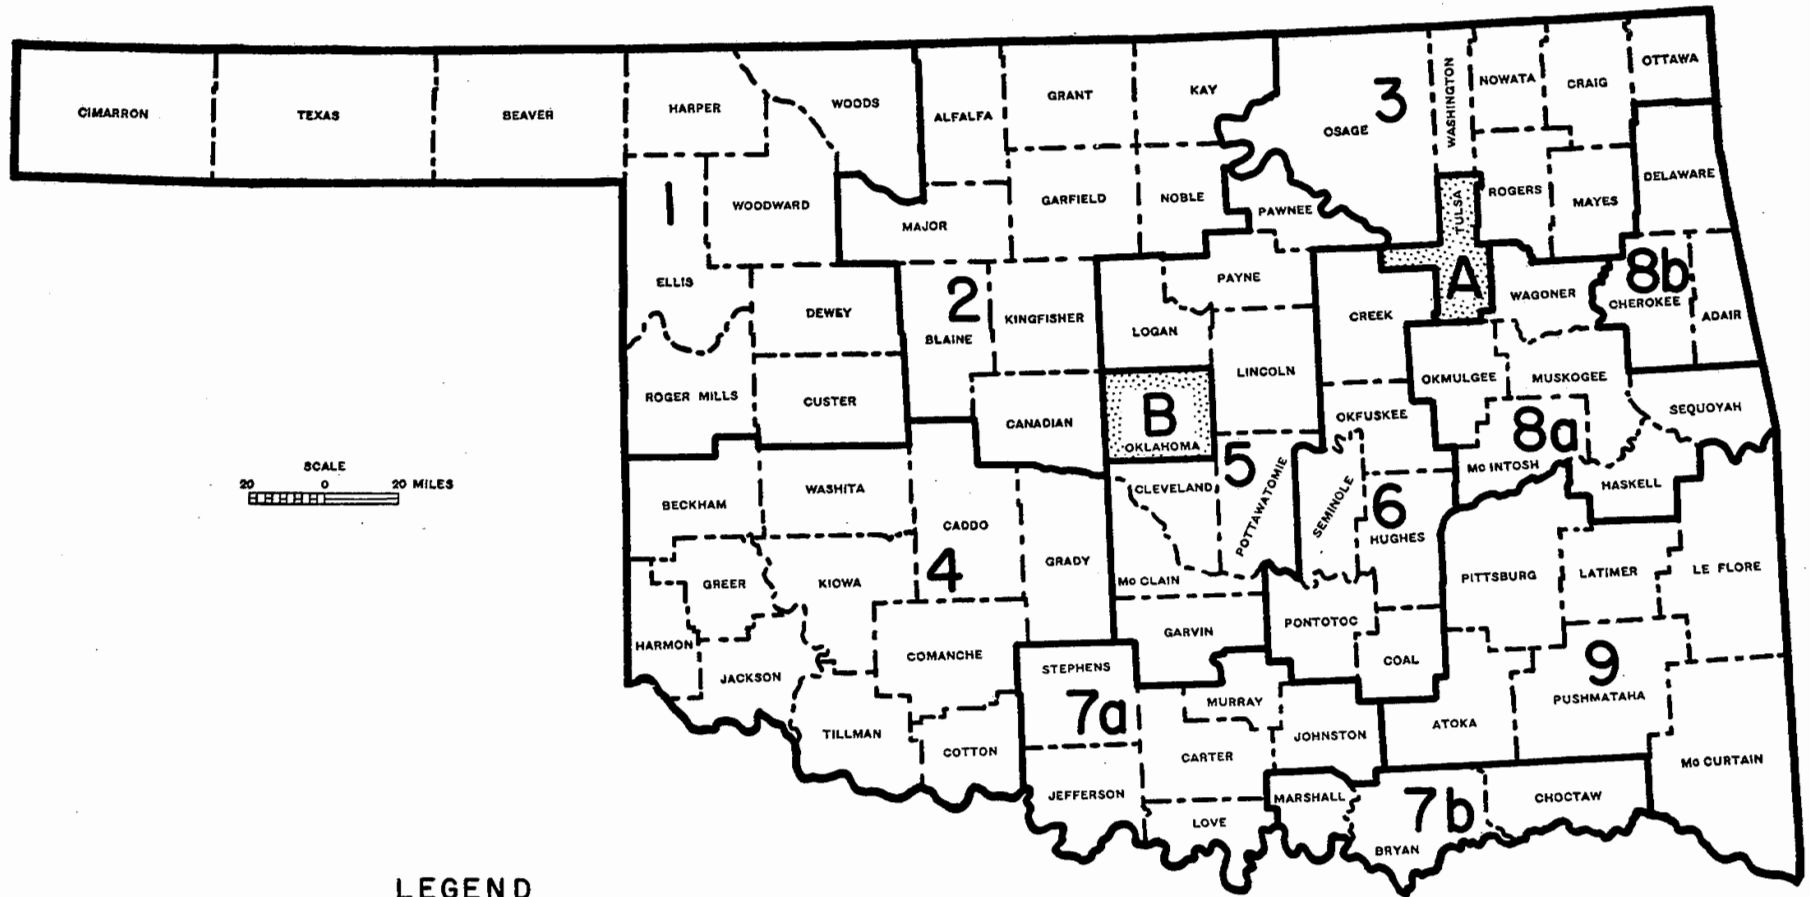 OTTAWA
WASHINGTON
NOWATA
CRAIG
KAY
3
GRANT
WOODS
HARPER
CIMARRON
TEXAS
BEAVER
ALFALFA
OSAGE
DELAWARE
ROGERS
MAYES
TULSA
GARFIELD
NOBLE
PAWNEE
1
WOODWARD
MAJOR
8b
A
PAYNE
ELLIS
WAGONER
CHEROKEE
2
DEWEY
KINGFISHER
CREEK
ADAIR
LOGAN
BLAINE
LINCOLN
OKMULGEE
MUSKOGEE
ROGER MILLS
CUSTER
SEQUOYAH
B
OKFUSKEE
CANADIAN
8a
OKLAHOMA
5
SCALE
MC INTOSH
20 0 20 MILES
HASKELL
WASHITA
CLEVELAND
BECKHAM
POTTAWATOMIE
SEMINOLE
6
CADDO
HUGHES
GRADY
LE FLORE
LATIMER
PITTSBURG
4
GREER
KIOWA
MC CLAIN
PONTOTOC
GARVIN
HARMON
COMANCHE
COAL
9
STEPHENS
JACKSON
PUSHMATAHA
MURRAY
7a
ATOKA
TILLMAN
JOHNSTON
COTTON
CARTER
MC CURTAIN
JEFFERSON
MARSHALL
CHOCTAW
7b
LOVE
BRYAN
LEGEND